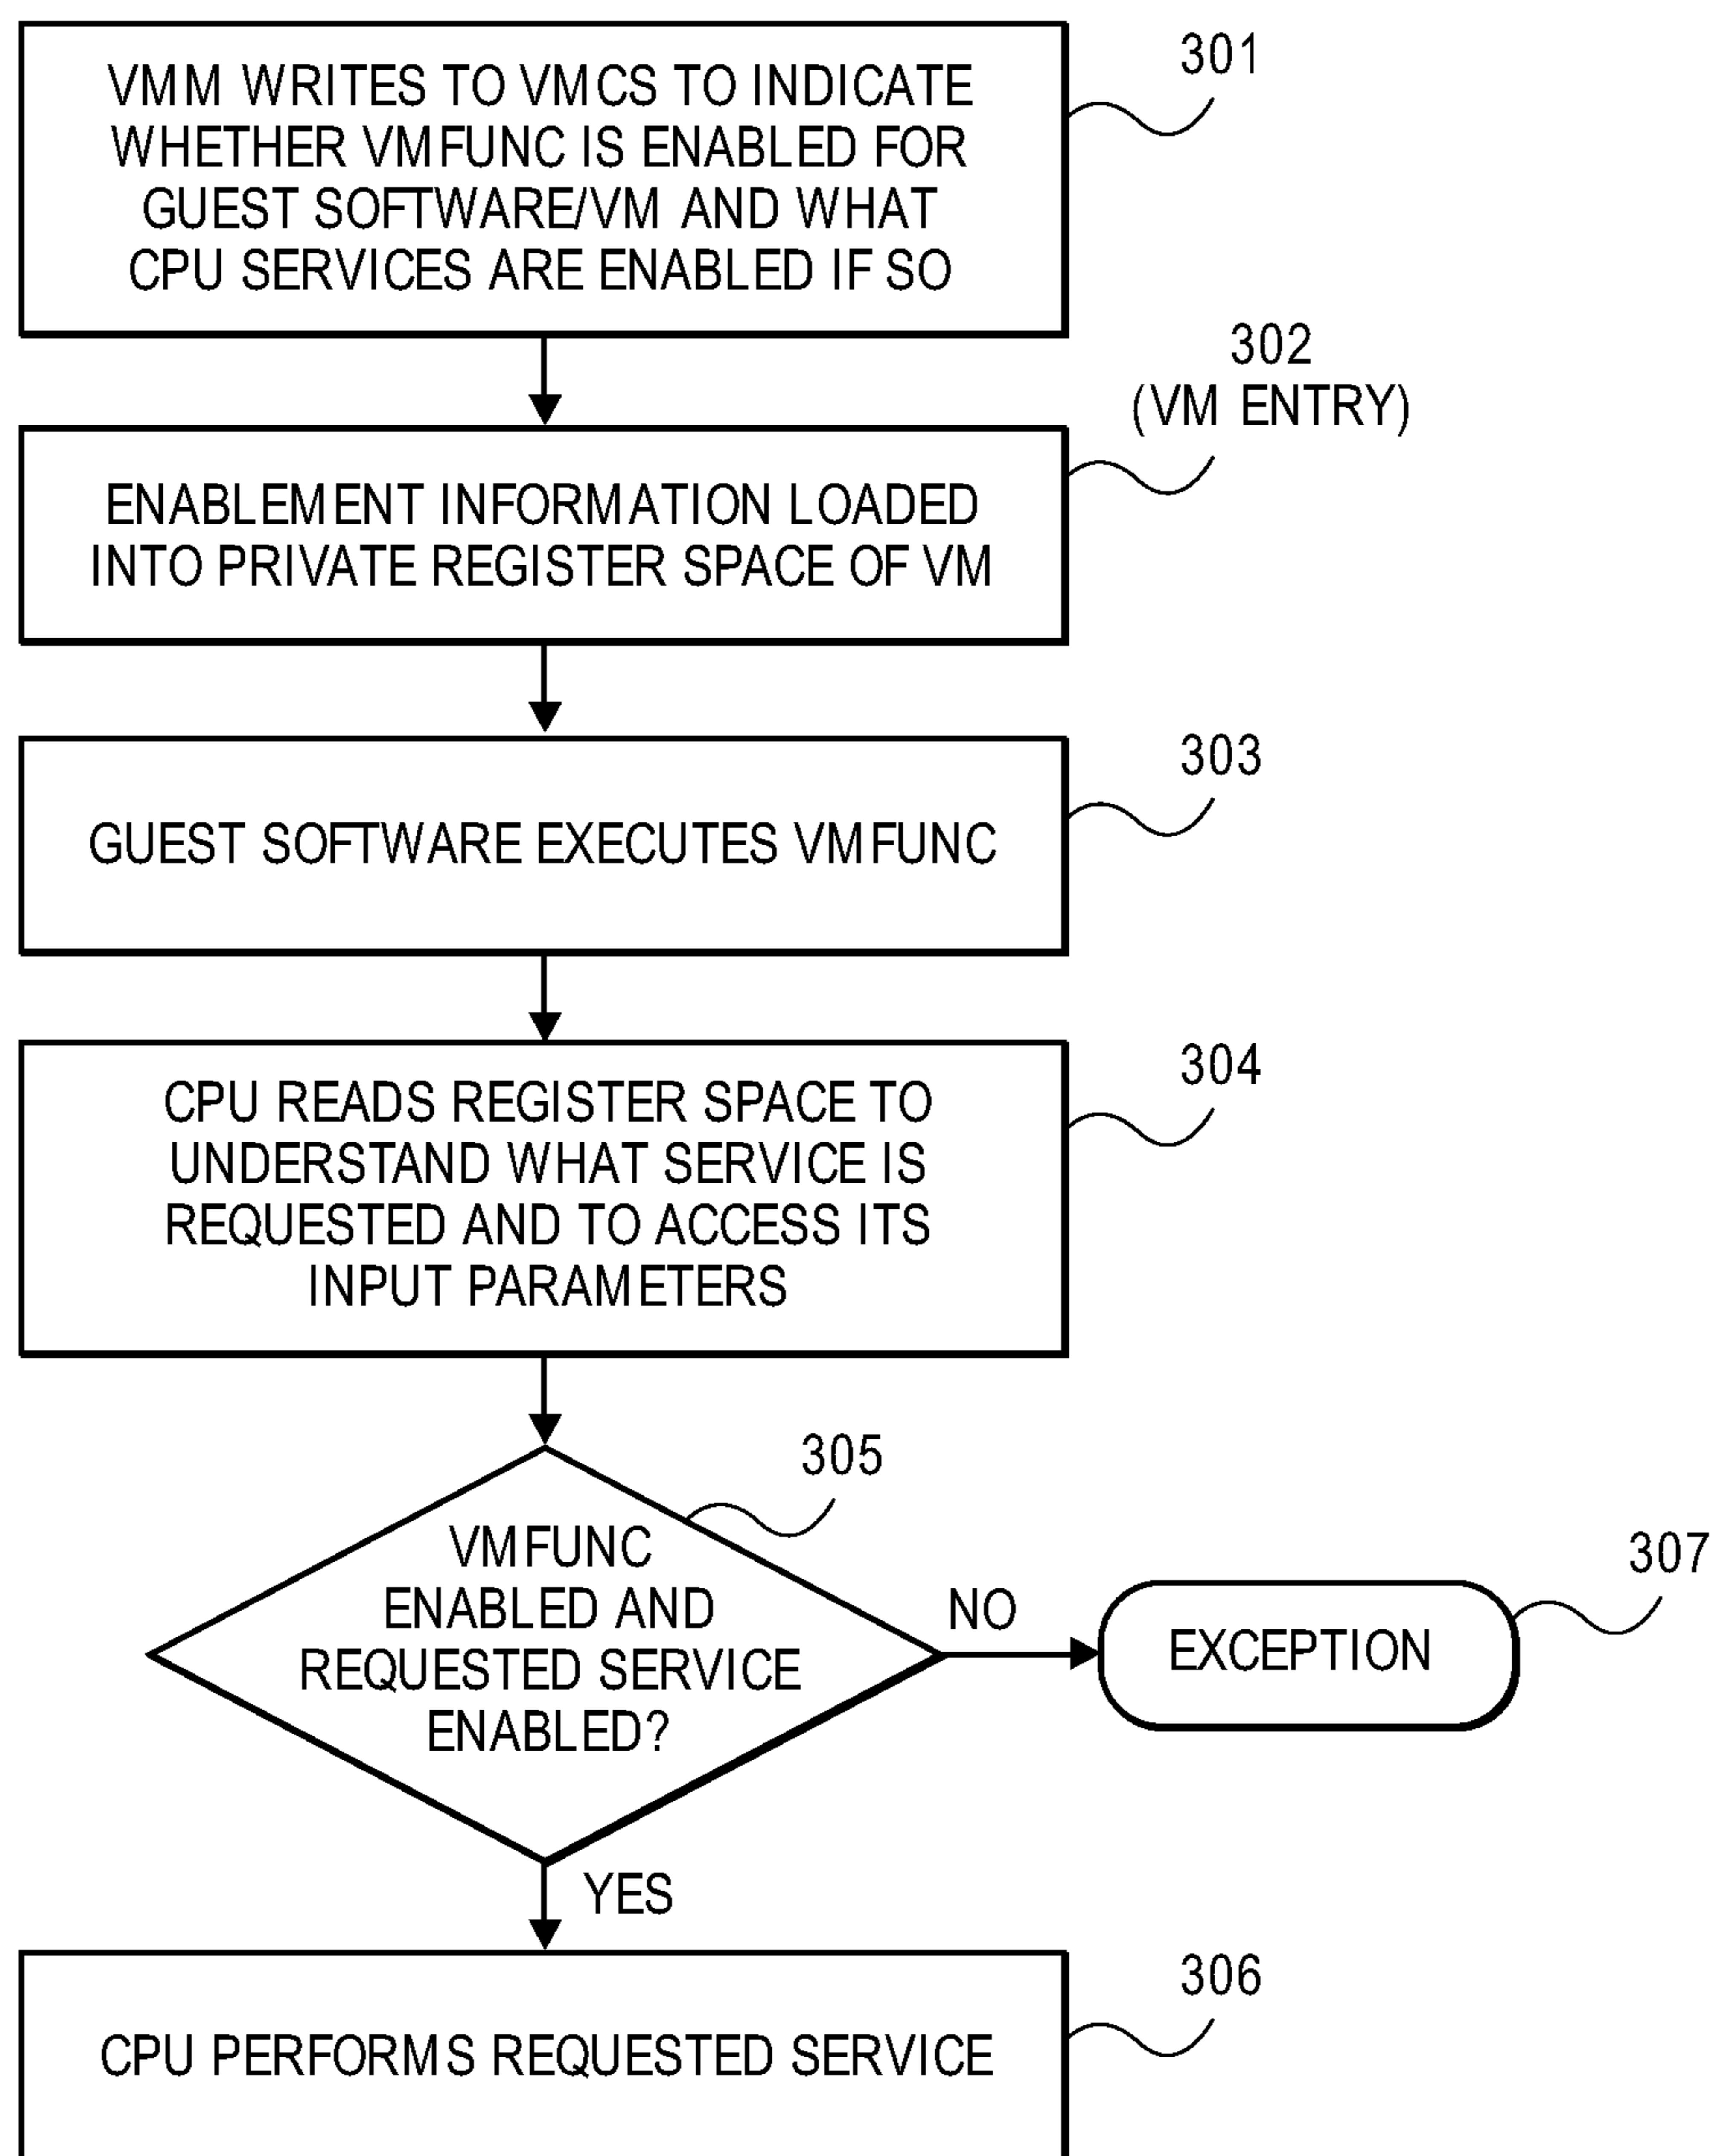 VMM WRITES TO VMCS TO INDICATE
WHETHER VMFUNC IS ENABLED FOR
GUEST SOFTWARE/VM AND WHAT
CPU SERVICES ARE ENABLED IF SO
301
302
(VM ENTRY)
ENABLEMENT INFORMATION LOADED
INTO PRIVATE REGISTER SPACE OF VM
303
GUEST SOFTWARE EXECUTES VMFUNC
304
CPU READS REGISTER SPACE TO
UNDERSTAND WHAT SERVICE IS
REQUESTED AND TO ACCESS ITS
INPUT PARAMETERS
305
VMFUNC
ENABLED AND
REQUESTED SERVICE
ENABLED?
NO
307
EXCEPTION
YES
306
CPU PERFORMS REQUESTED SERVICE